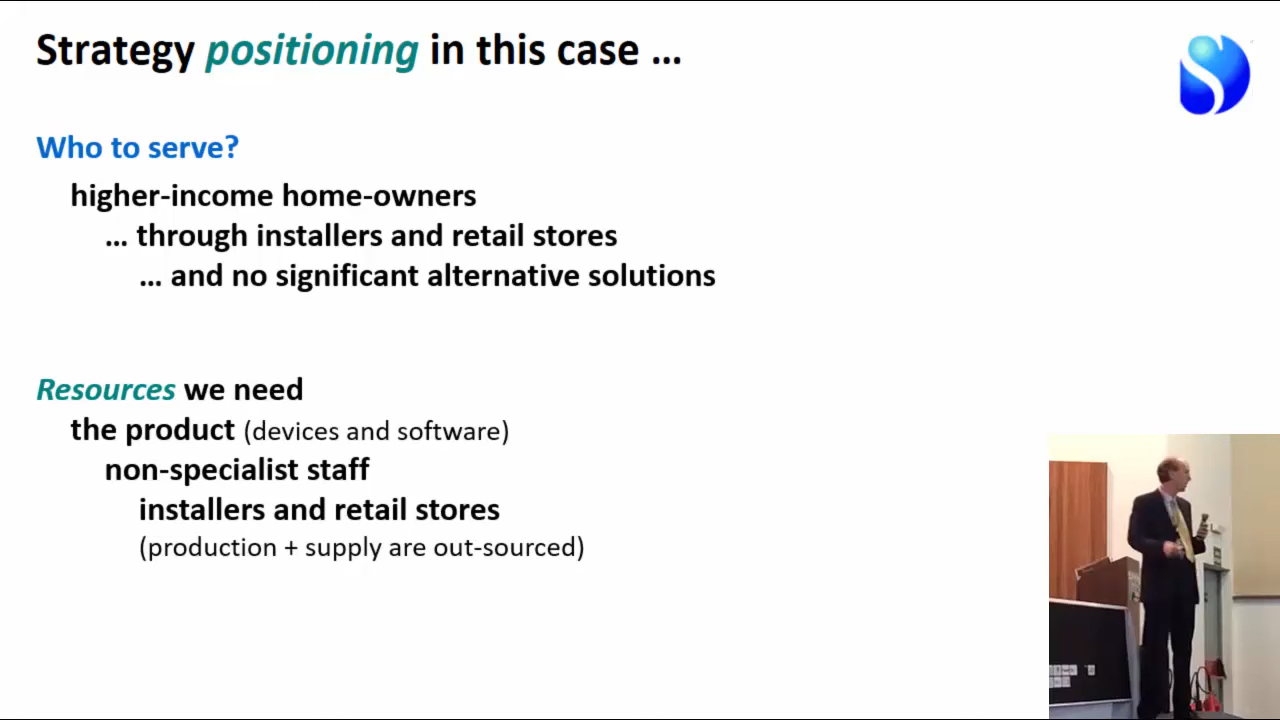 Strategy positioning in this case ...
Who to serve?
higher-income home-owners
... through installers and retail stores
... and no significant alternative solutions
Resources we need
the product (devices and software)
non-specialist staff
installers and retail stores
(production + supply are out-sourced)